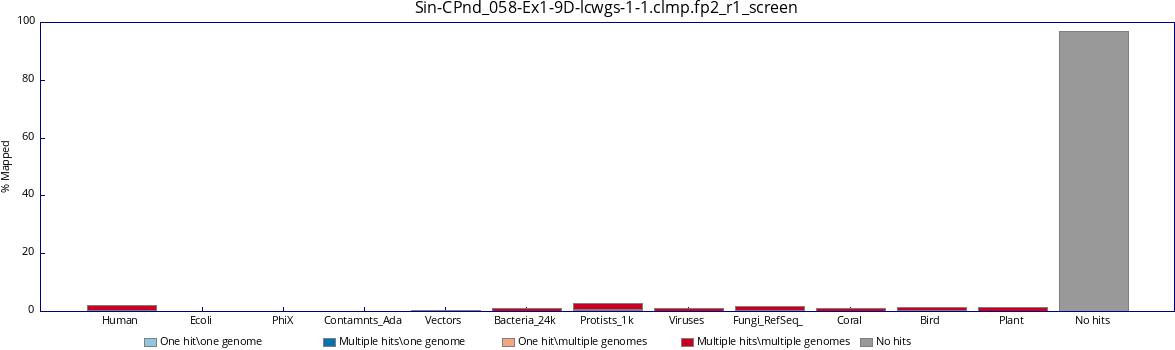 Sin-CPnd_058-Ex1-9D-lcwgs-1-1.clmp.fp2_r1_screen
100
80
60
40
20
0
% Mapped
Human Ecoli PhiX Contamnts_Ada Vectors Bacteria_24k Protists_1k Viruses Fungi_RefSeq_ Coral Bird Plant No hits
One hit\one genome Multiple hits\one genome One hit\multiple genomes Multiple hits\multiple genomes No hits